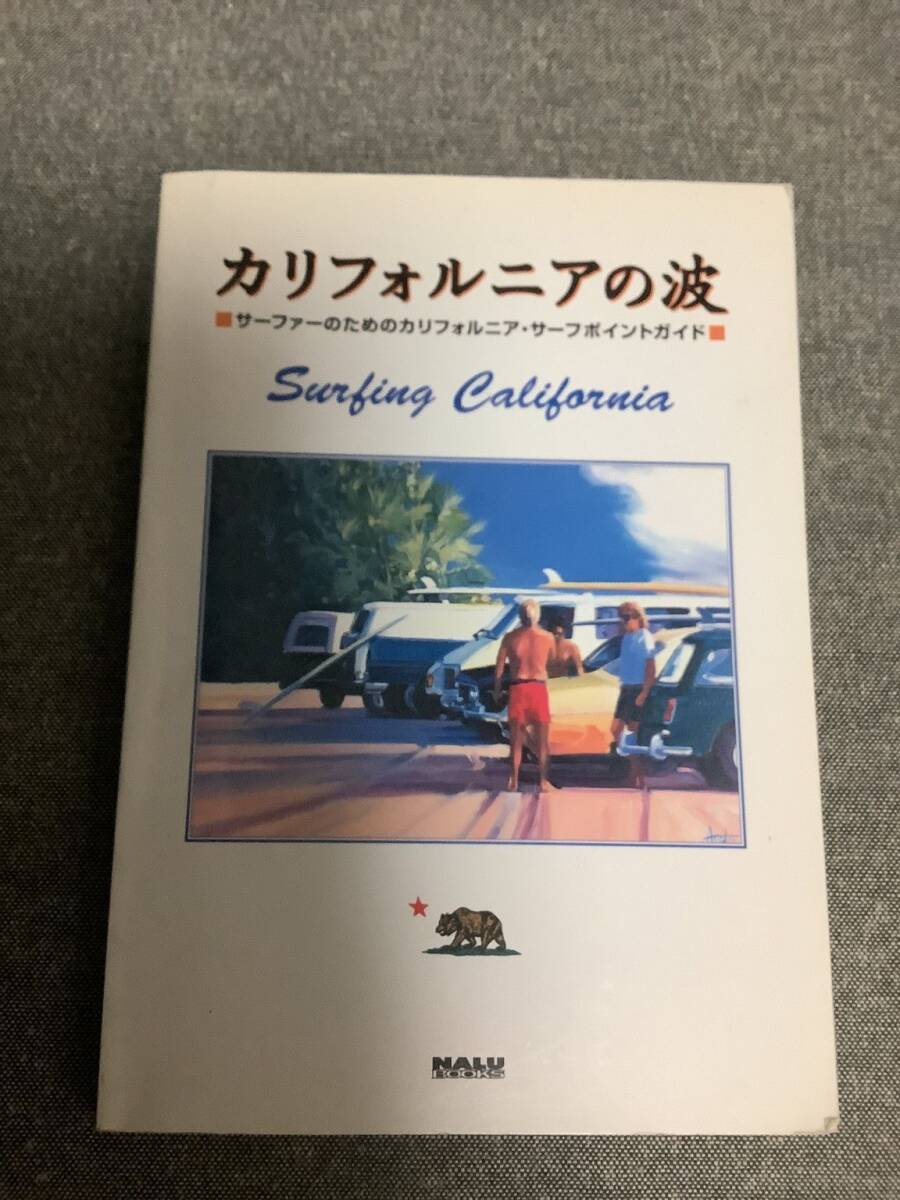 カリフォルニアの波
■サーファーのためのカリフォルニア・サーフポイントガイド■
Surfing California
NALU
BOOKS